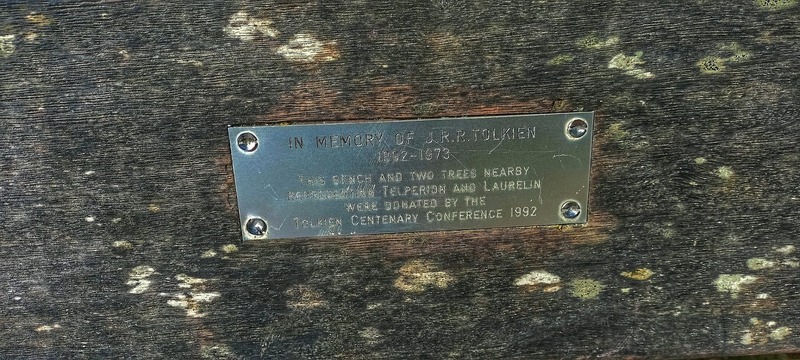 IN MEMORY OF J.R.R.TOLKIEN
1892-1973
THIS BENCH AND TWO TREES NEARBY
REPRESENTING TELPERION AND LAURELIN
WERE DONATED BY THE
TOLKIEN CENTENARY CONFERENCE 1992